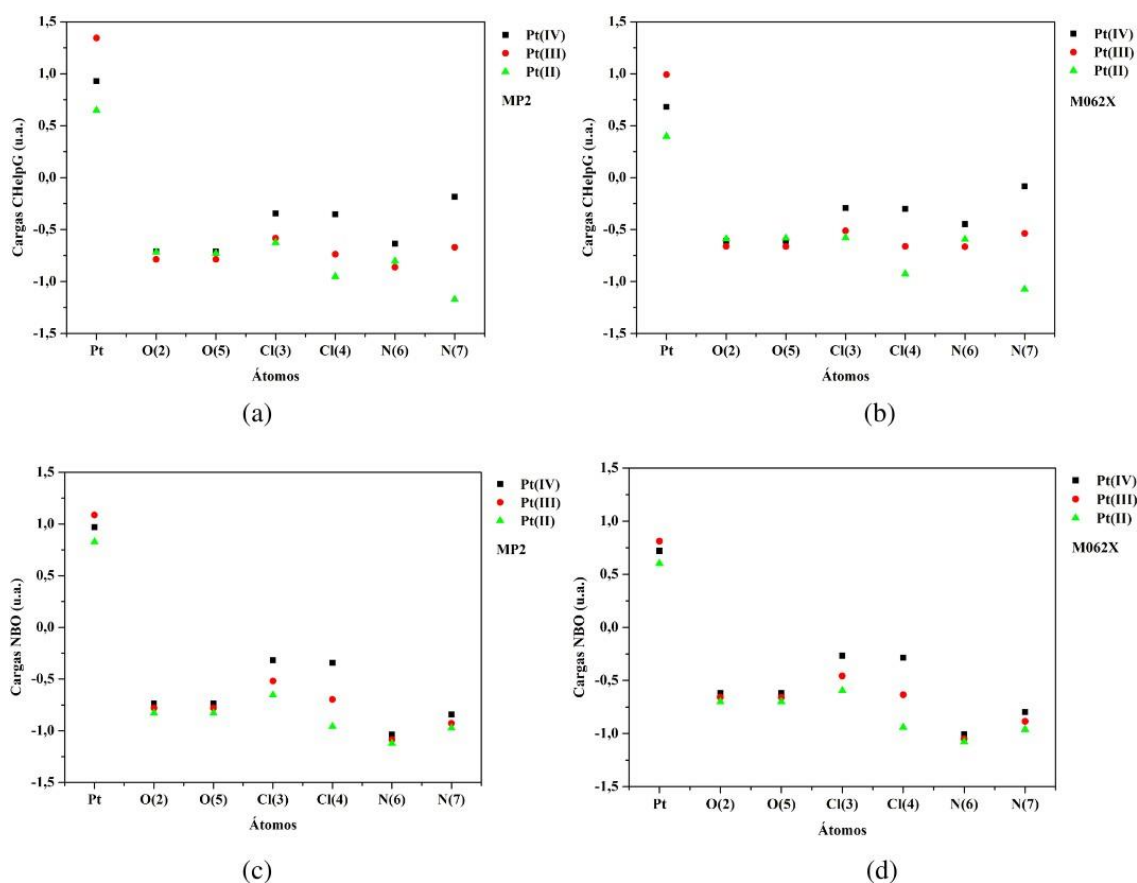 1,5
1,0
0,5
0,0
-0,5
-1,0
-1,5
Cargas CHelpG (u.a.)
Pt O(2) O(5) Cl(3) Cl(4) N(6) N(7)
Átomos
Pt(IV)
Pt(III)
Pt(II)
MP2
(a)
1,5
1,0
0,5
0,0
-0,5
-1,0
-1,5
Cargas CHelpG (u.a.)
Pt O(2) O(5) Cl(3) Cl(4) N(6) N(7)
Átomos
Pt(IV)
Pt(III)
Pt(II)
M062X
(b)
1,5
1,0
0,5
0,0
-0,5
-1,0
-1,5
Cargas NBO (u.a.)
Pt O(2) O(5) Cl(3) Cl(4) N(6) N(7)
Átomos
Pt(IV)
Pt(III)
Pt(II)
MP2
(c)
1,5
1,0
0,5
0,0
-0,5
-1,0
-1,5
Cargas NBO (u.a.)
Pt O(2) O(5) Cl(3) Cl(4) N(6) N(7)
Átomos
Pt(IV)
Pt(III)
Pt(II)
M062X
(d)